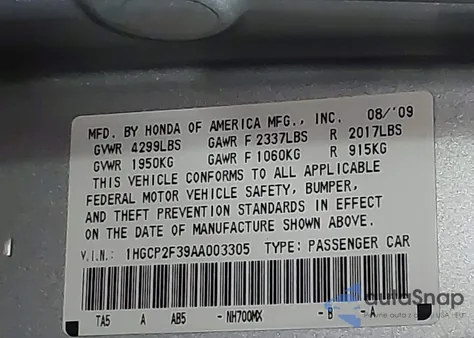 MFD. BY HONDA OF AMERICA MFG., INC. 08/'09
GVWR 4299LBS GAWR F 2337LBS R 2017LBS
GVWR 1950KG GAWR F 1060KG R 915KG
THIS VEHICLE CONFORMS TO ALL APPLICABLE
FEDERAL MOTOR VEHICLE SAFETY, BUMPER,
AND THEFT PREVENTION STANDARDS IN EFFECT
ON THE DATE OF MANUFACTURE SHOWN ABOVE.
V.I.N.: 1HGCP2F39AA003305 TYPE: PASSENGER CAR
TA5 A AB5 - NH700MX - B - A
autoSnap